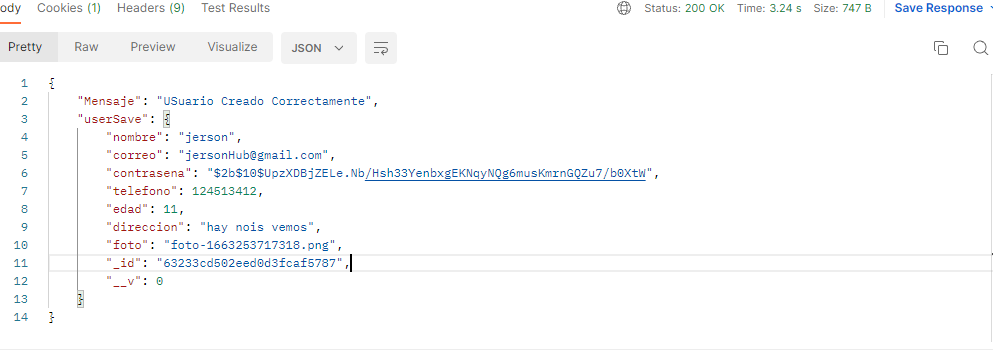 ody Cookies (1) Headers (9) Test Results Status: 200 OK Time: 3.24 s Size: 747 B Save Response
Pretty Raw Preview Visualize JSON
1 {
2 "Mensaje": "USuario Creado Correctamente",
3 "userSave": {
4 "nombre": "jerson",
5 "correo": "jersonHub@gmail.com",
6 "contrasena": "$2b$10$UpzXDBjZELe.Nb/Hsh33YenbxgEKNqyNQg6musKmrnGQZu7/b0XtW",
7 "telefono": 124513412,
8 "edad": 11,
9 "direccion": "hay nois vemos",
10 "foto": "foto-1663253717318.png",
11 "_id": "63233cd502eed0d3fcaf5787",
12 "__v": 0
13 }
14 }